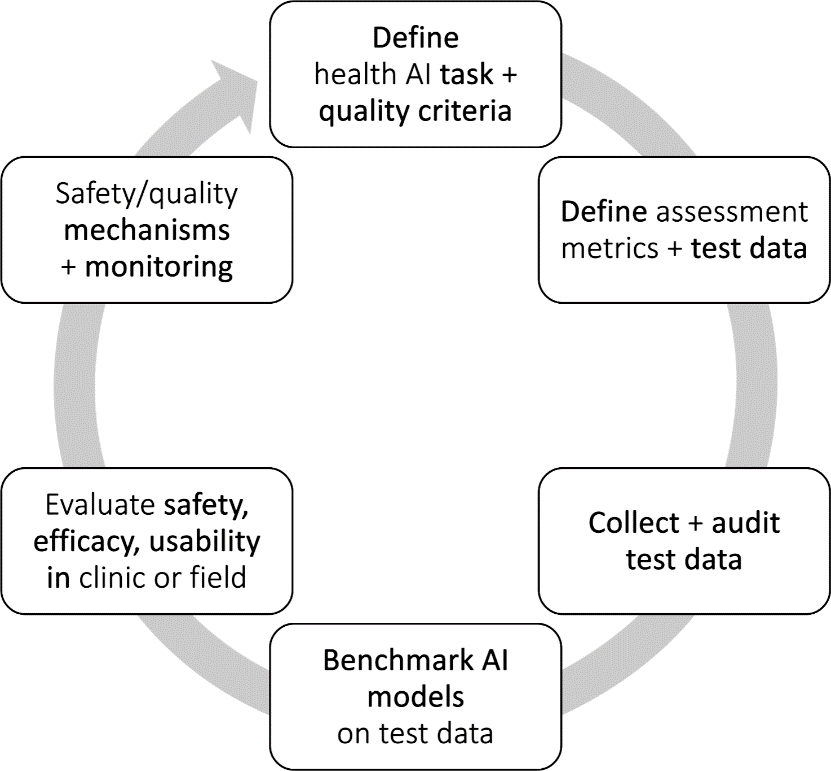 Define
health AI task +
quality criteria
Define assessment
metrics + test data
Collect + audit
test data
Benchmark AI
models
on test data
Evaluate safety,
efficacy, usability
in clinic or field
Safety/quality
mechanisms
+ monitoring